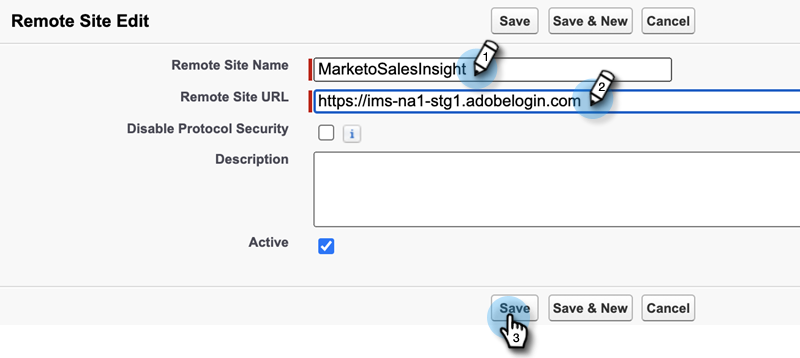 Remote Site Edit
Save
Save & New
Cancel
Remote Site Name
MarketoSalesInsight
1
Remote Site URL
https://ims-na1-stg1.adobelogin.com
2
Disable Protocol Security
i
Description
Active
Save
Save & New
Cancel
3